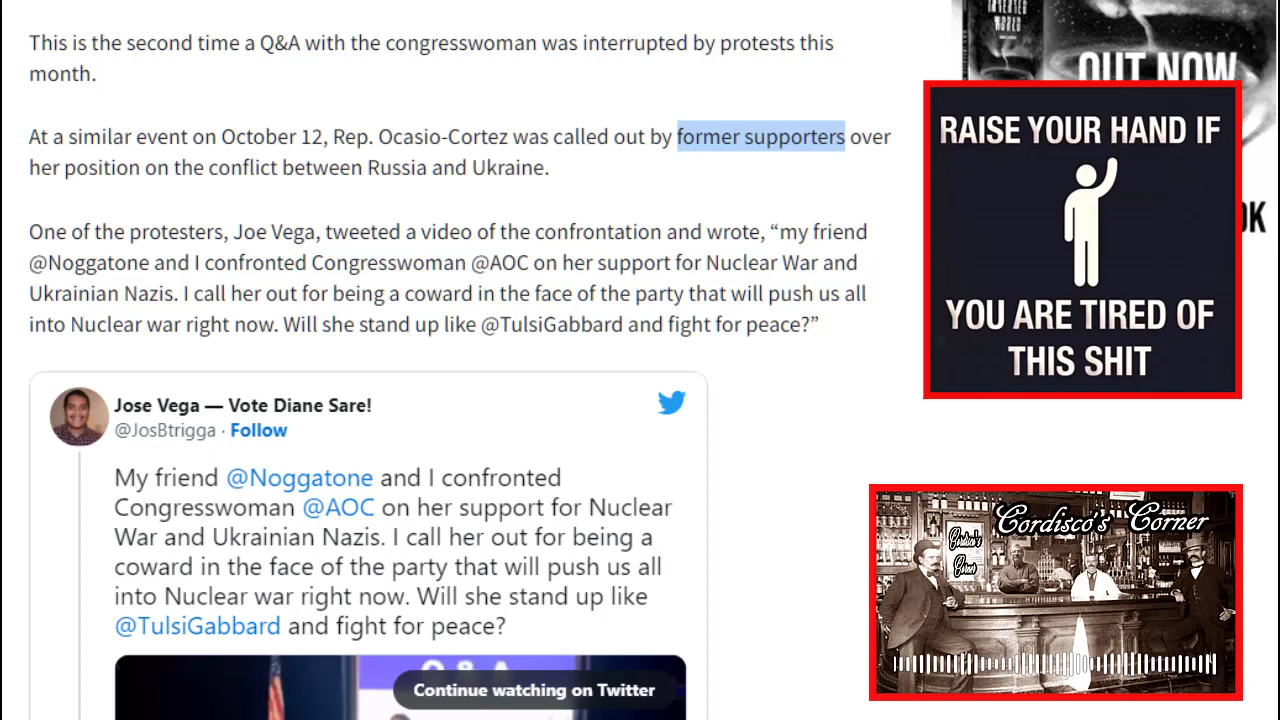 This is the second time a Q&A with the congresswoman was interrupted by protests this
month.
At a similar event on October 12, Rep. Ocasio-Cortez was called out by former supporters over
her position on the conflict between Russia and Ukraine.
One of the protesters, Joe Vega, tweeted a video of the confrontation and wrote, “my friend
@Noggatone and I confronted Congresswoman @AOC on her support for Nuclear War and
Ukrainian Nazis. I call her out for being a coward in the face of the party that will push us all
into Nuclear war right now. Will she stand up like @TulsiGabbard and fight for peace?”
Jose Vega — Vote Diane Sare!
@JosBtrigga · Follow
My friend @Noggatone and I confronted
Congresswoman @AOC on her support for Nuclear
War and Ukrainian Nazis. I call her out for being a
coward in the face of the party that will push us all
into Nuclear war right now. Will she stand up like
@TulsiGabbard and fight for peace?
Q & A
Continue watching on Twitter
INVERTED
WORLD
OUT NOW
RAISE YOUR HAND IF
YOU ARE TIRED OF
THIS SHIT
OK
Cordisco's Corner
Cordisco's
Corner